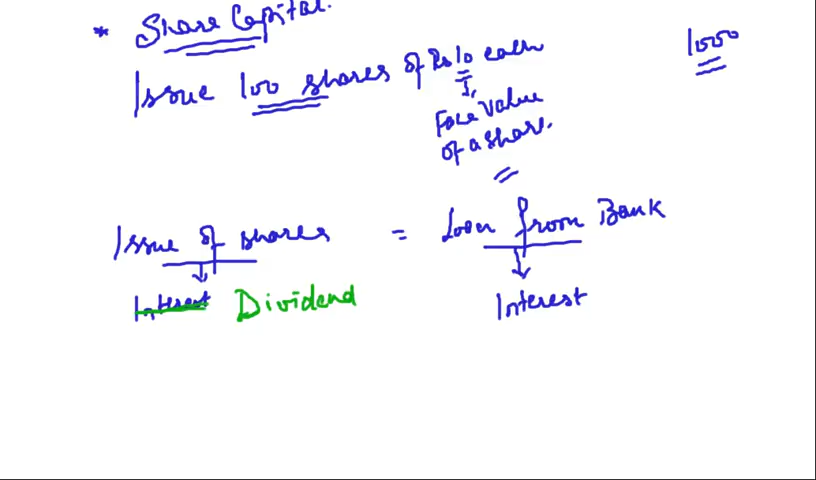 * Share Capital.
Issue 100 shares of Rs 10 each
1000
Face Value
of a share.
Issue of shares = Loan from Bank
Interest Dividend
Interest